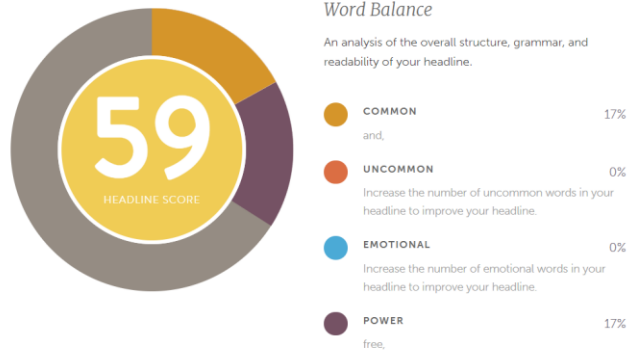 59
HEADLINE SCORE
Word Balance
An analysis of the overall structure, grammar, and
readability of your headline.
COMMON 17%
and,
UNCOMMON 0%
Increase the number of uncommon words in your
headline to improve your headline.
EMOTIONAL 0%
Increase the number of emotional words in your
headline to improve your headline.
POWER 17%
free,